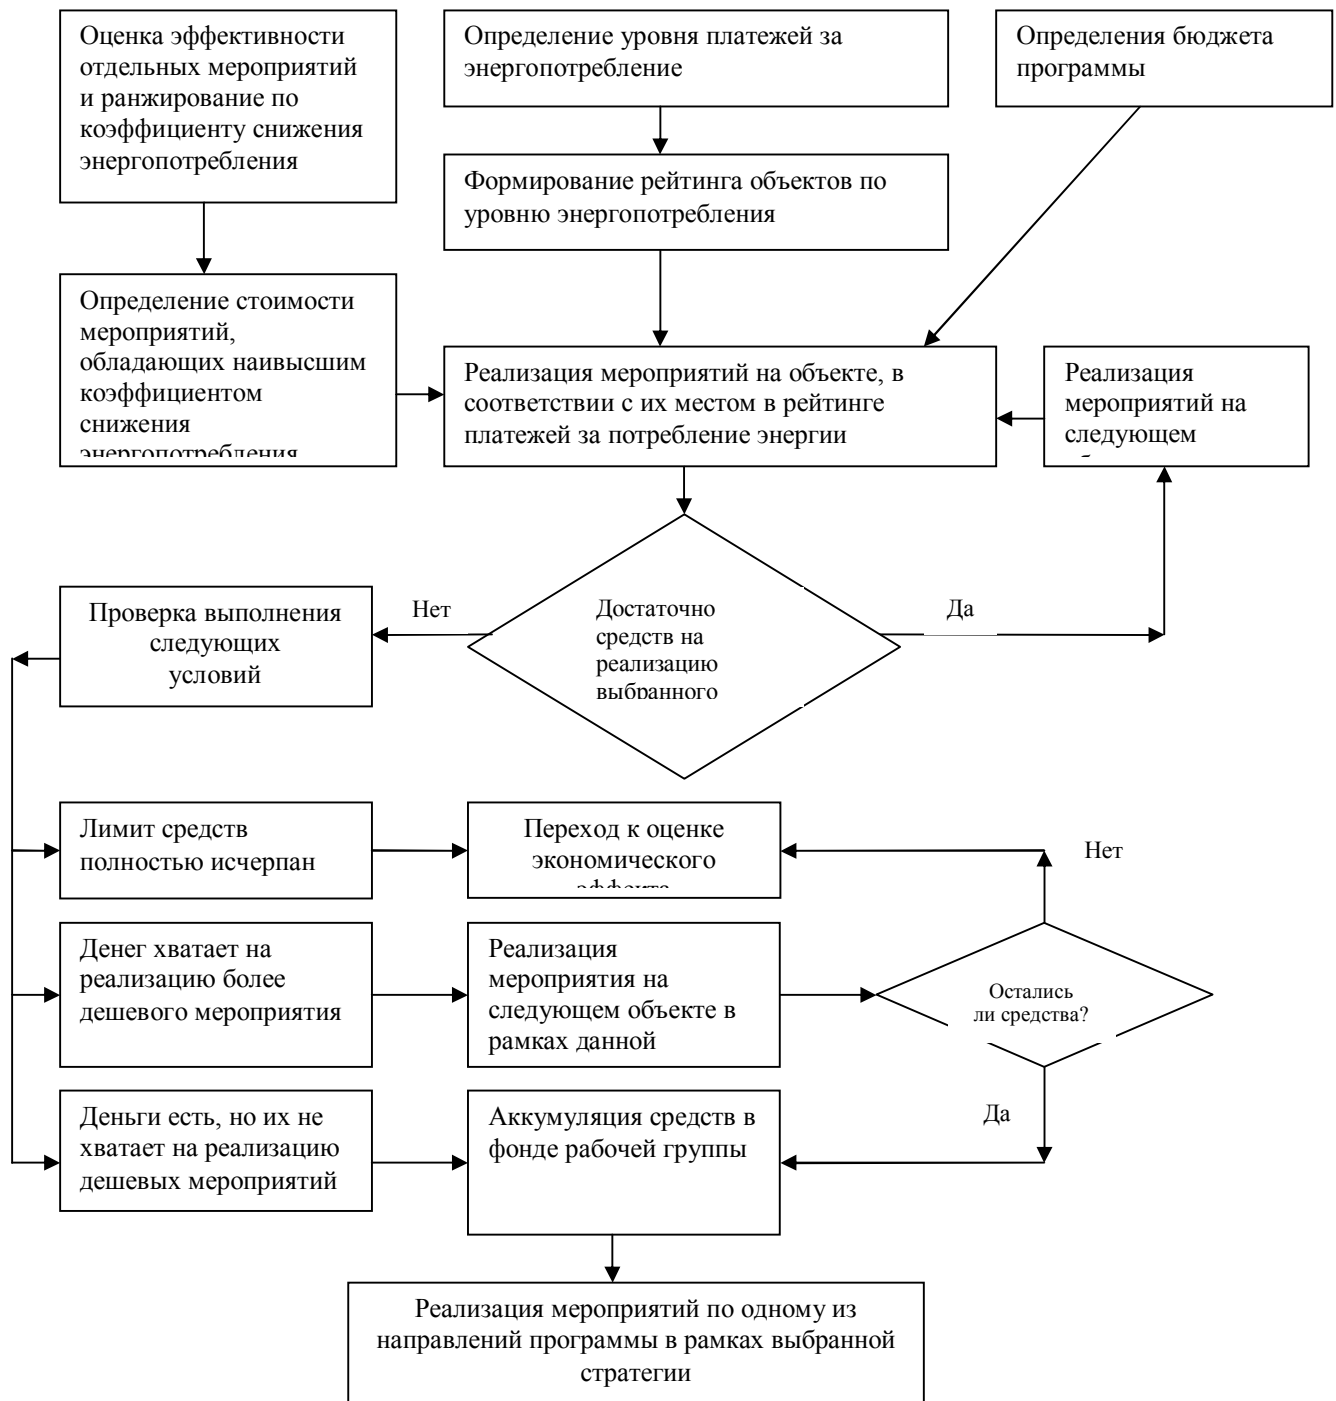 Оценка эффективности
отдельных мероприятий
и ранжирование по
коэффициенту снижения
энергопотребления
Определение уровня платежей за
энергопотребление
Определения бюджета
программы
Формирование рейтинга объектов по
уровню энергопотребления
Определение стоимости
мероприятий,
обладающих наивысшим
коэффициентом
снижения
энергопотребления
Реализация мероприятий на объекте, в
соответствии с их местом в рейтинге
платежей за потребление энергии
Реализация
мероприятий на
следующем
Проверка выполнения
следующих
условий
Нет
Достаточно
средств на
реализацию
выбранного
Да
Лимит средств
полностью исчерпан
Переход к оценке
экономического
эффекта
Нет
Денег хватает на
реализацию более
дешевого мероприятия
Реализация
мероприятия на
следующем объекте в
рамках данной
Остались
ли средства?
Деньги есть, но их не
хватает на реализацию
дешевых мероприятий
Аккумуляция средств в
фонде рабочей группы
Да
Реализация мероприятий по одному из
направлений программы в рамках выбранной
стратегии